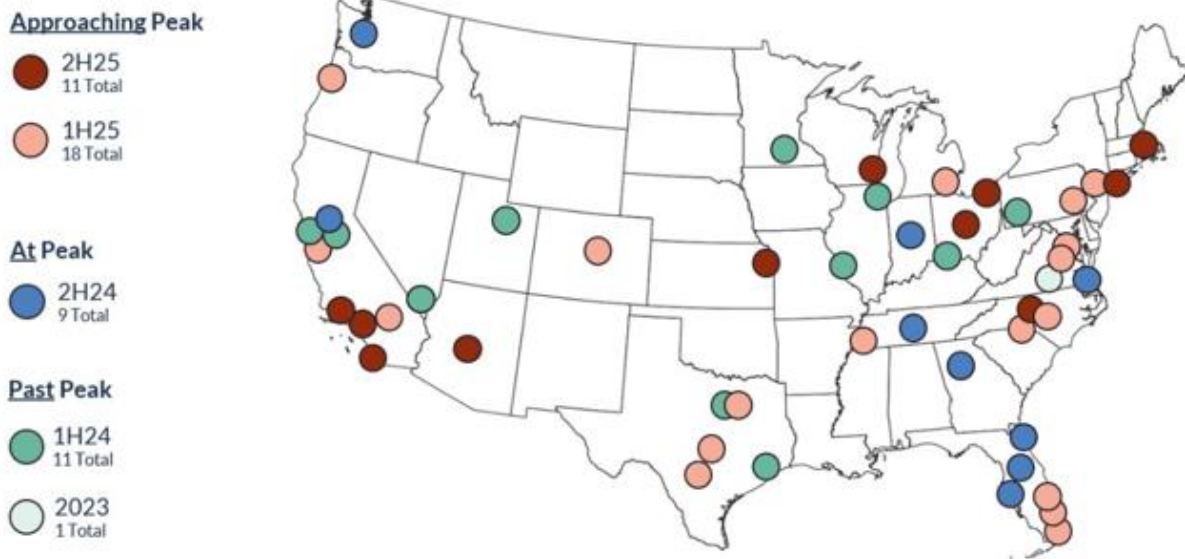 Approaching Peak
2H25
11 Total
1H25
18 Total
At Peak
2H24
9 Total
Past Peak
1H24
11 Total
2023
1 Total